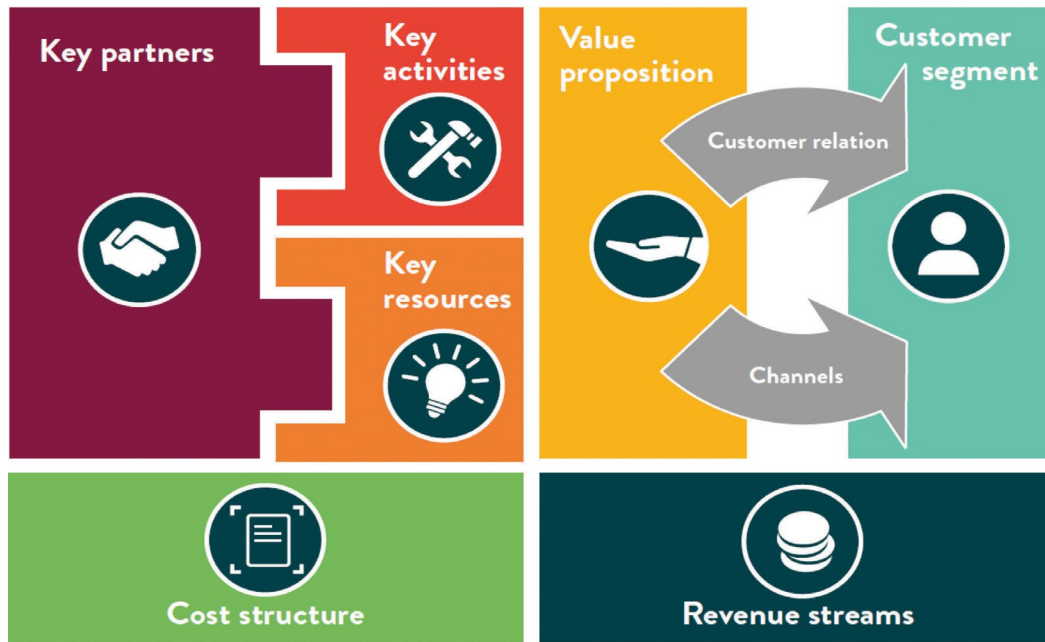 Key partners
Key
activities
Key
resources
Value
proposition
Customer relation
Channels
Customer
segment
Cost structure
Revenue streams